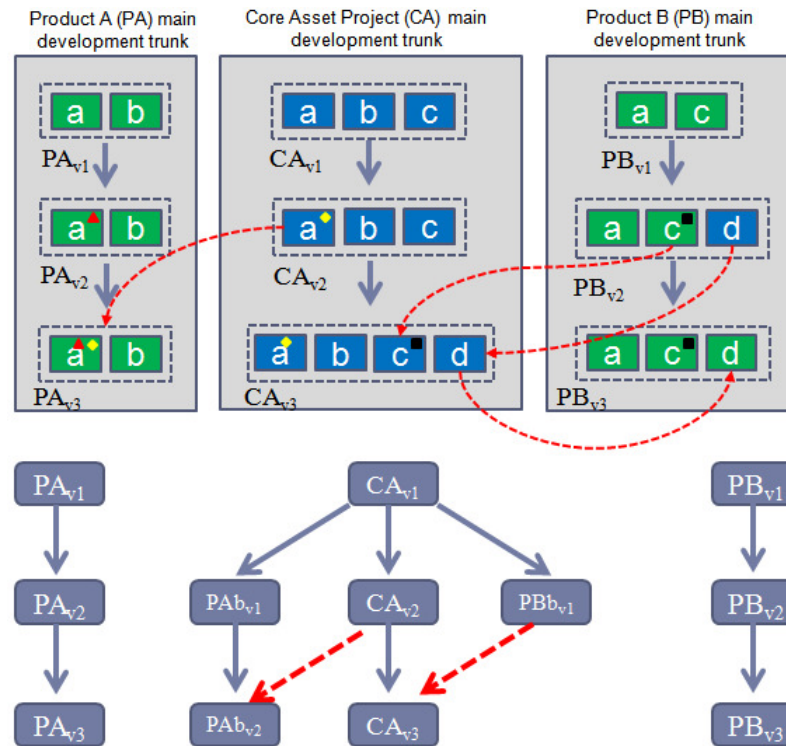 Product A (PA) main development trunk
Core Asset Project (CA) main development trunk
Product B (PB) main development trunk
a b
a b c
a c
PAv1
CAv1
PBv1
a b
a b c
a c d
PAv2
CAv2
PBv2
a b
a b c d
a c d
PAv3
CAv3
PBv3
PAv1
CAv1
PBv1
PAv2
PAbv1
CAv2
PBbv1
PBv2
PAv3
PAbv2
CAv3
PBv3